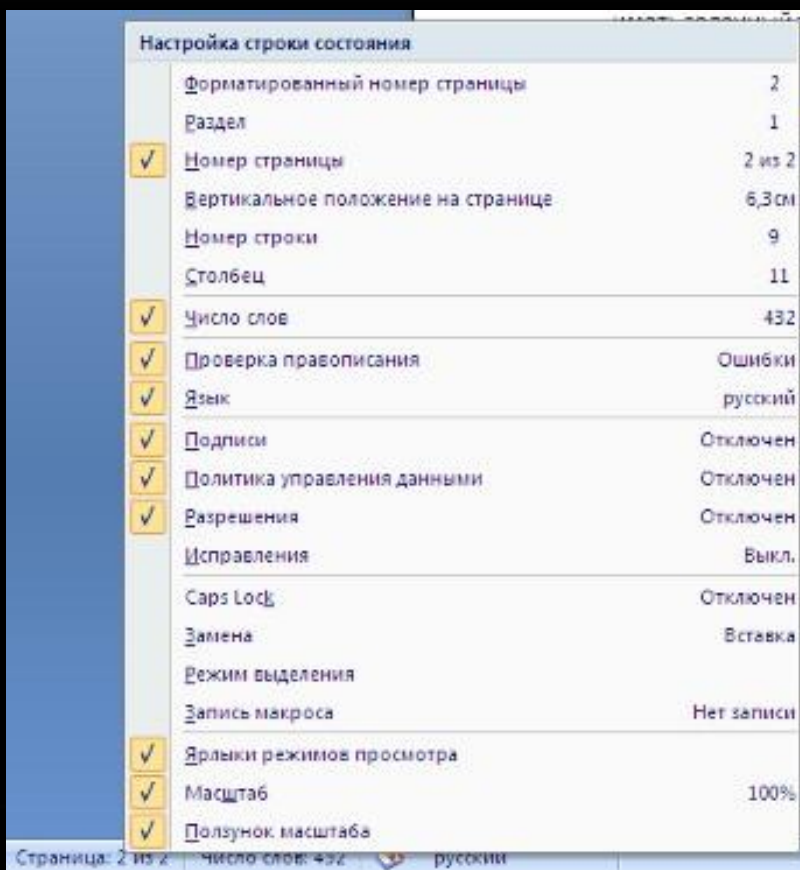 Настройка строки состояния
Форматированный номер страницы 2
Раздел 1
Номер страницы 2 из 2
Вертикальное положение на странице 6,3см
Номер строки 9
Столбец 11
Число слов 432
Проверка правописания Ошибки
Язык русский
Подписи Отключен
Политика управления данными Отключен
Разрешения Отключен
Исправления Выкл.
Caps Lock Отключен
Замена Вставка
Режим выделения
Запись макроса Нет записи
Ярлыки режимов просмотра
Масштаб 100%
Ползунок масштаба
Страница: 2 из 2 Число слов: 432 русский